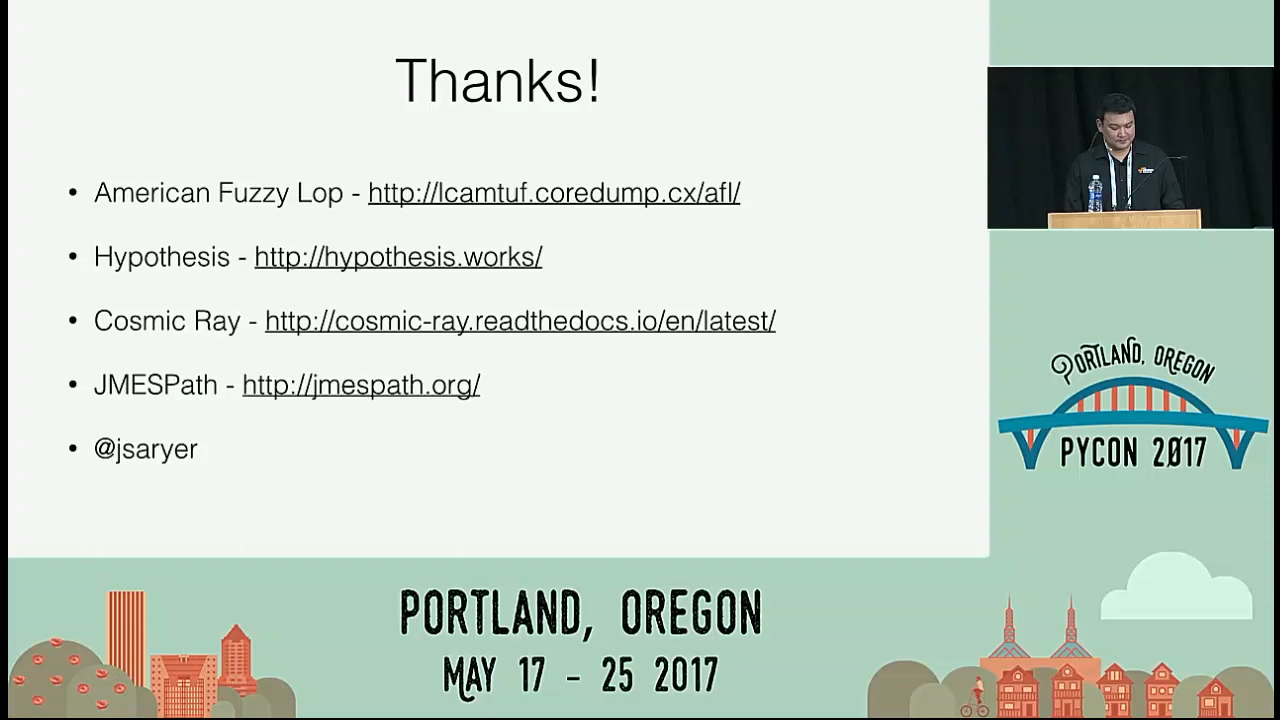 Thanks!
• American Fuzzy Lop - http://lcamtuf.coredump.cx/afl/
• Hypothesis - http://hypothesis.works/
• Cosmic Ray - http://cosmic-ray.readthedocs.io/en/latest/
• JMESPath - http://jmespath.org/
• @jsaryer
PORTLAND, OREGON
PYCON 2017
PORTLAND, OREGON
MAY 17 - 25 2017